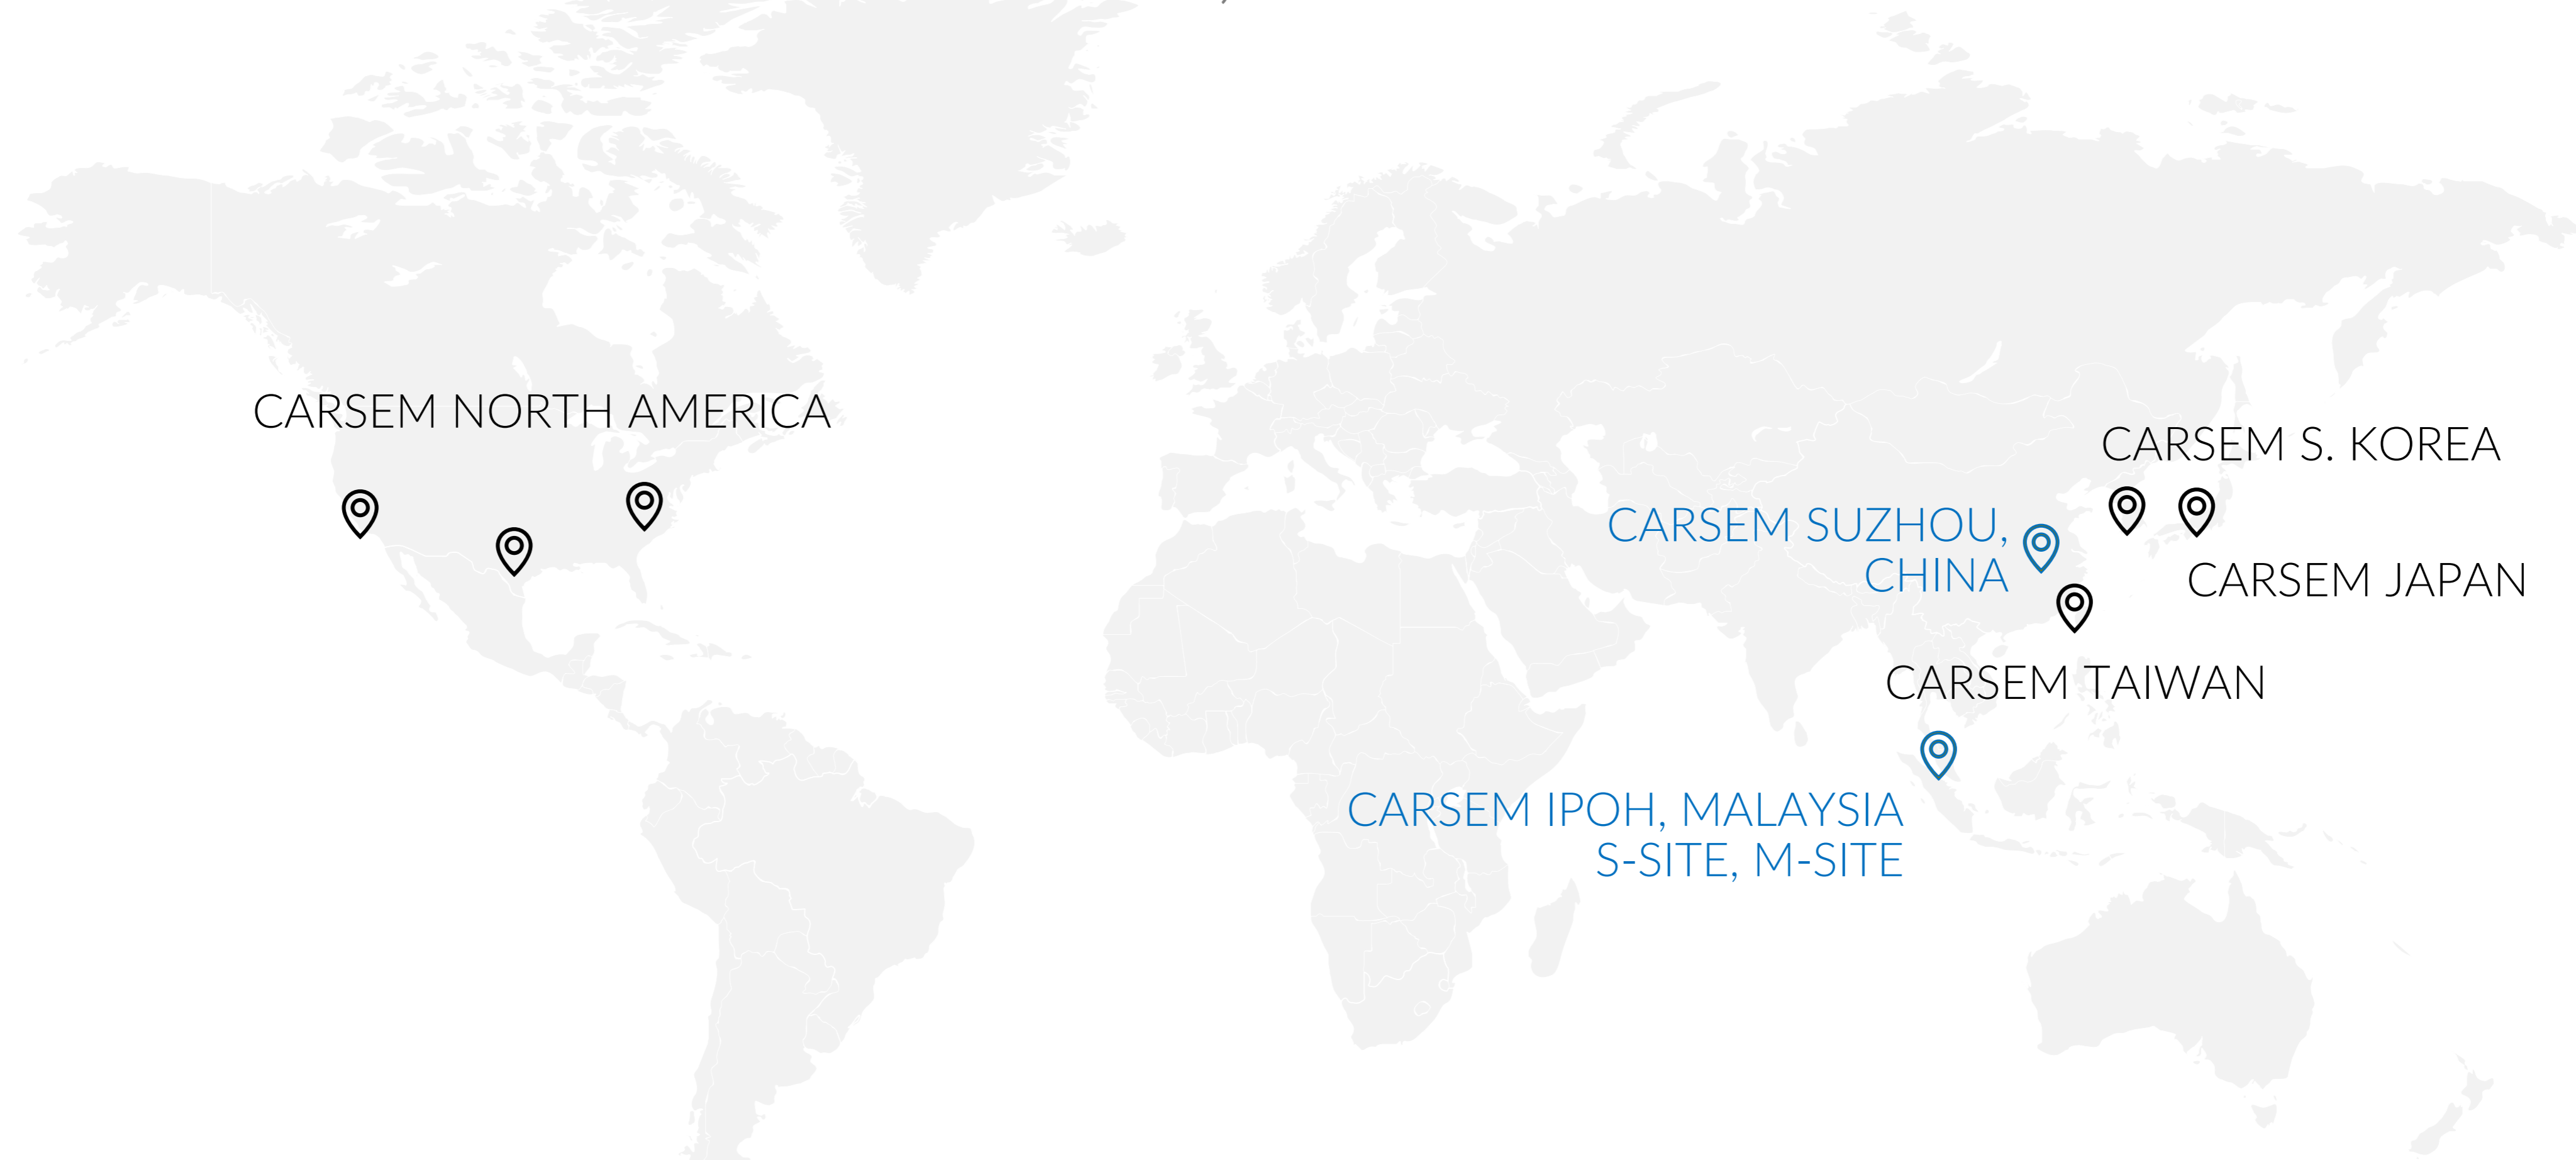 CARSEM NORTH AMERICA
CARSEM S. KOREA
CARSEM SUZHOU,
CHINA
CARSEM JAPAN
CARSEM TAIWAN
CARSEM IPOH, MALAYSIA
S-SITE, M-SITE